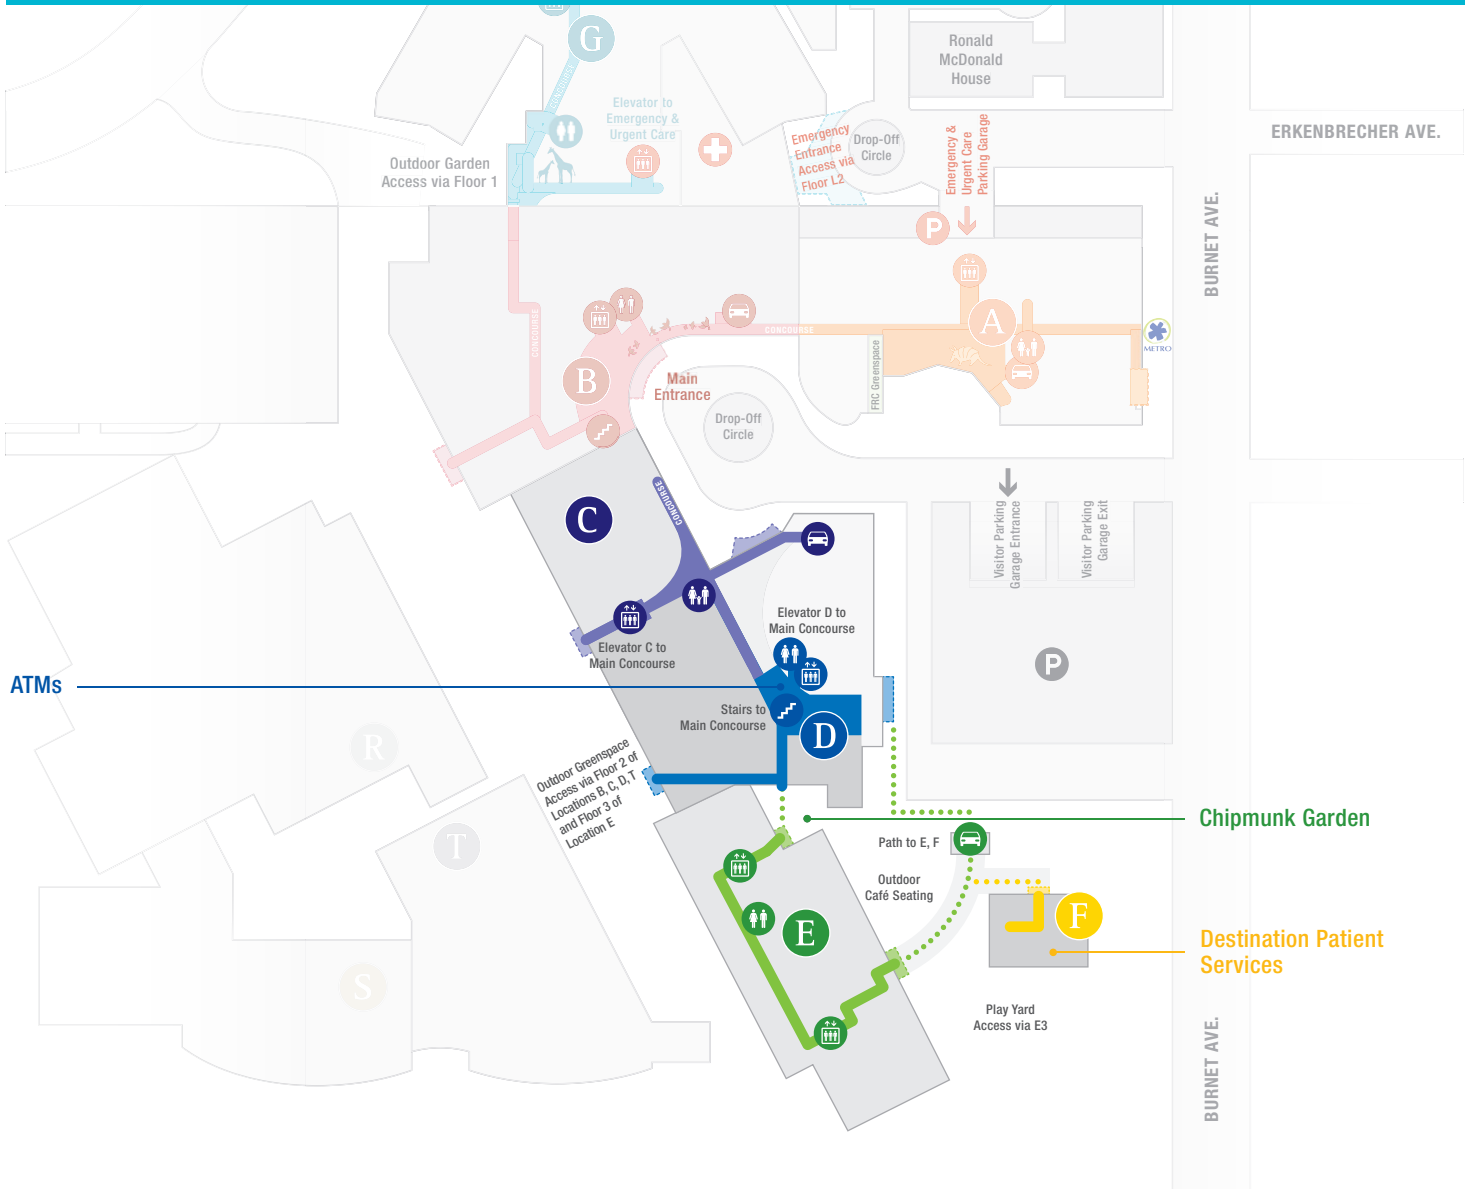 G
CONCOURSE
Elevator to
Emergency &
Urgent Care
Outdoor Garden
Access via Floor 1
Emergency
Entrance
Access via
Floor L2
Drop-Off
Circle
Ronald
McDonald
House
Emergency &
Urgent Care
Parking Garage
P
ERKENBRECHER AVE.
BURNET AVE.
CONCOURSE
B
Main
Entrance
CONCOURSE
A
FRC Greenspace
METRO
Drop-Off
Circle
Visitor Parking
Garage Entrance
Visitor Parking
Garage Exit
P
C
CONCOURSE
Elevator C to
Main Concourse
Elevator D to
Main Concourse
ATMs
Stairs to
Main Concourse
D
Outdoor Greenspace
Access via Floor 2 of
Locations B, C, D, T
and Floor 3 of
Location E
R
T
S
Chipmunk Garden
Path to E, F
Outdoor
Café Seating
E
F
Destination Patient
Services
Play Yard
Access via E3
BURNET AVE.